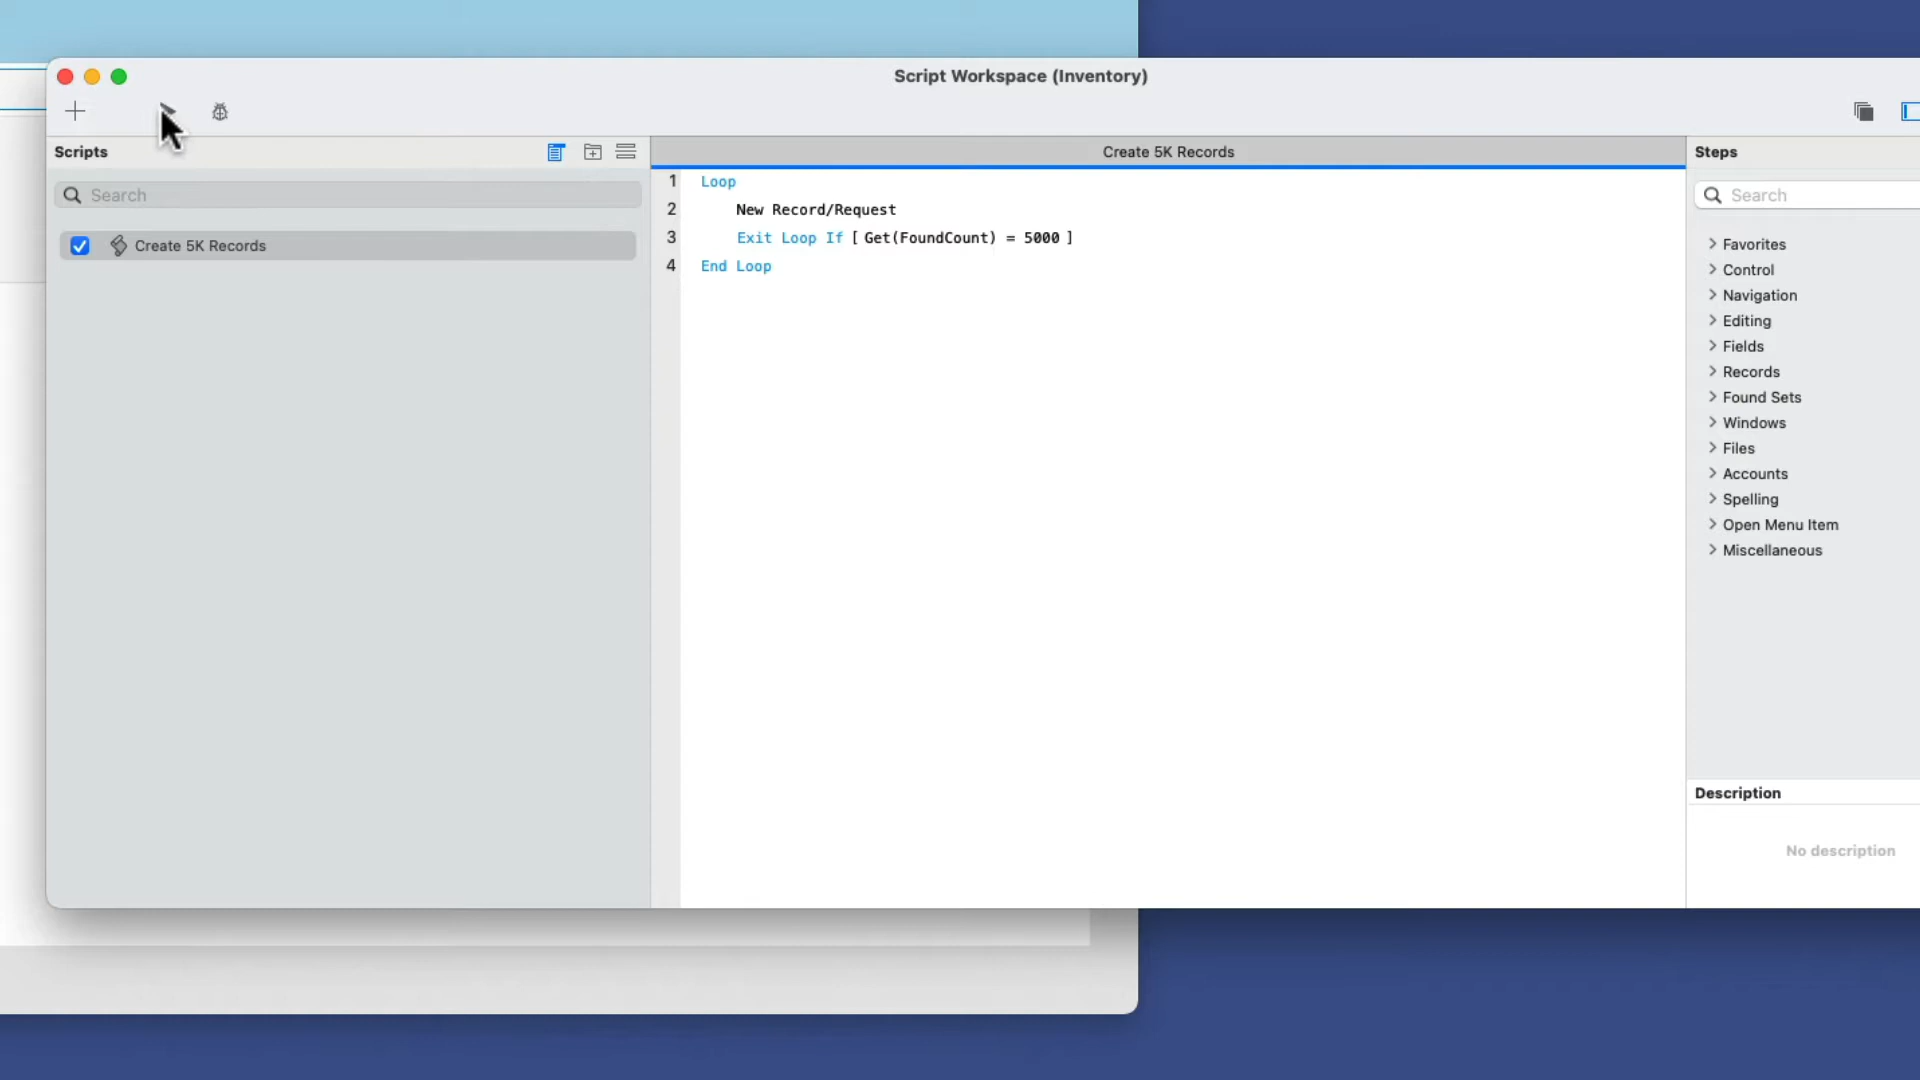 Script Workspace (Inventory)
Scripts
Search
Create 5K Records
Create 5K Records
1 Loop
2 New Record/Request
3 Exit Loop If [ Get(FoundCount) = 5000 ]
4 End Loop
Steps
Search
Favorites
Control
Navigation
Editing
Fields
Records
Found Sets
Windows
Files
Accounts
Spelling
Open Menu Item
Miscellaneous
Description
No description